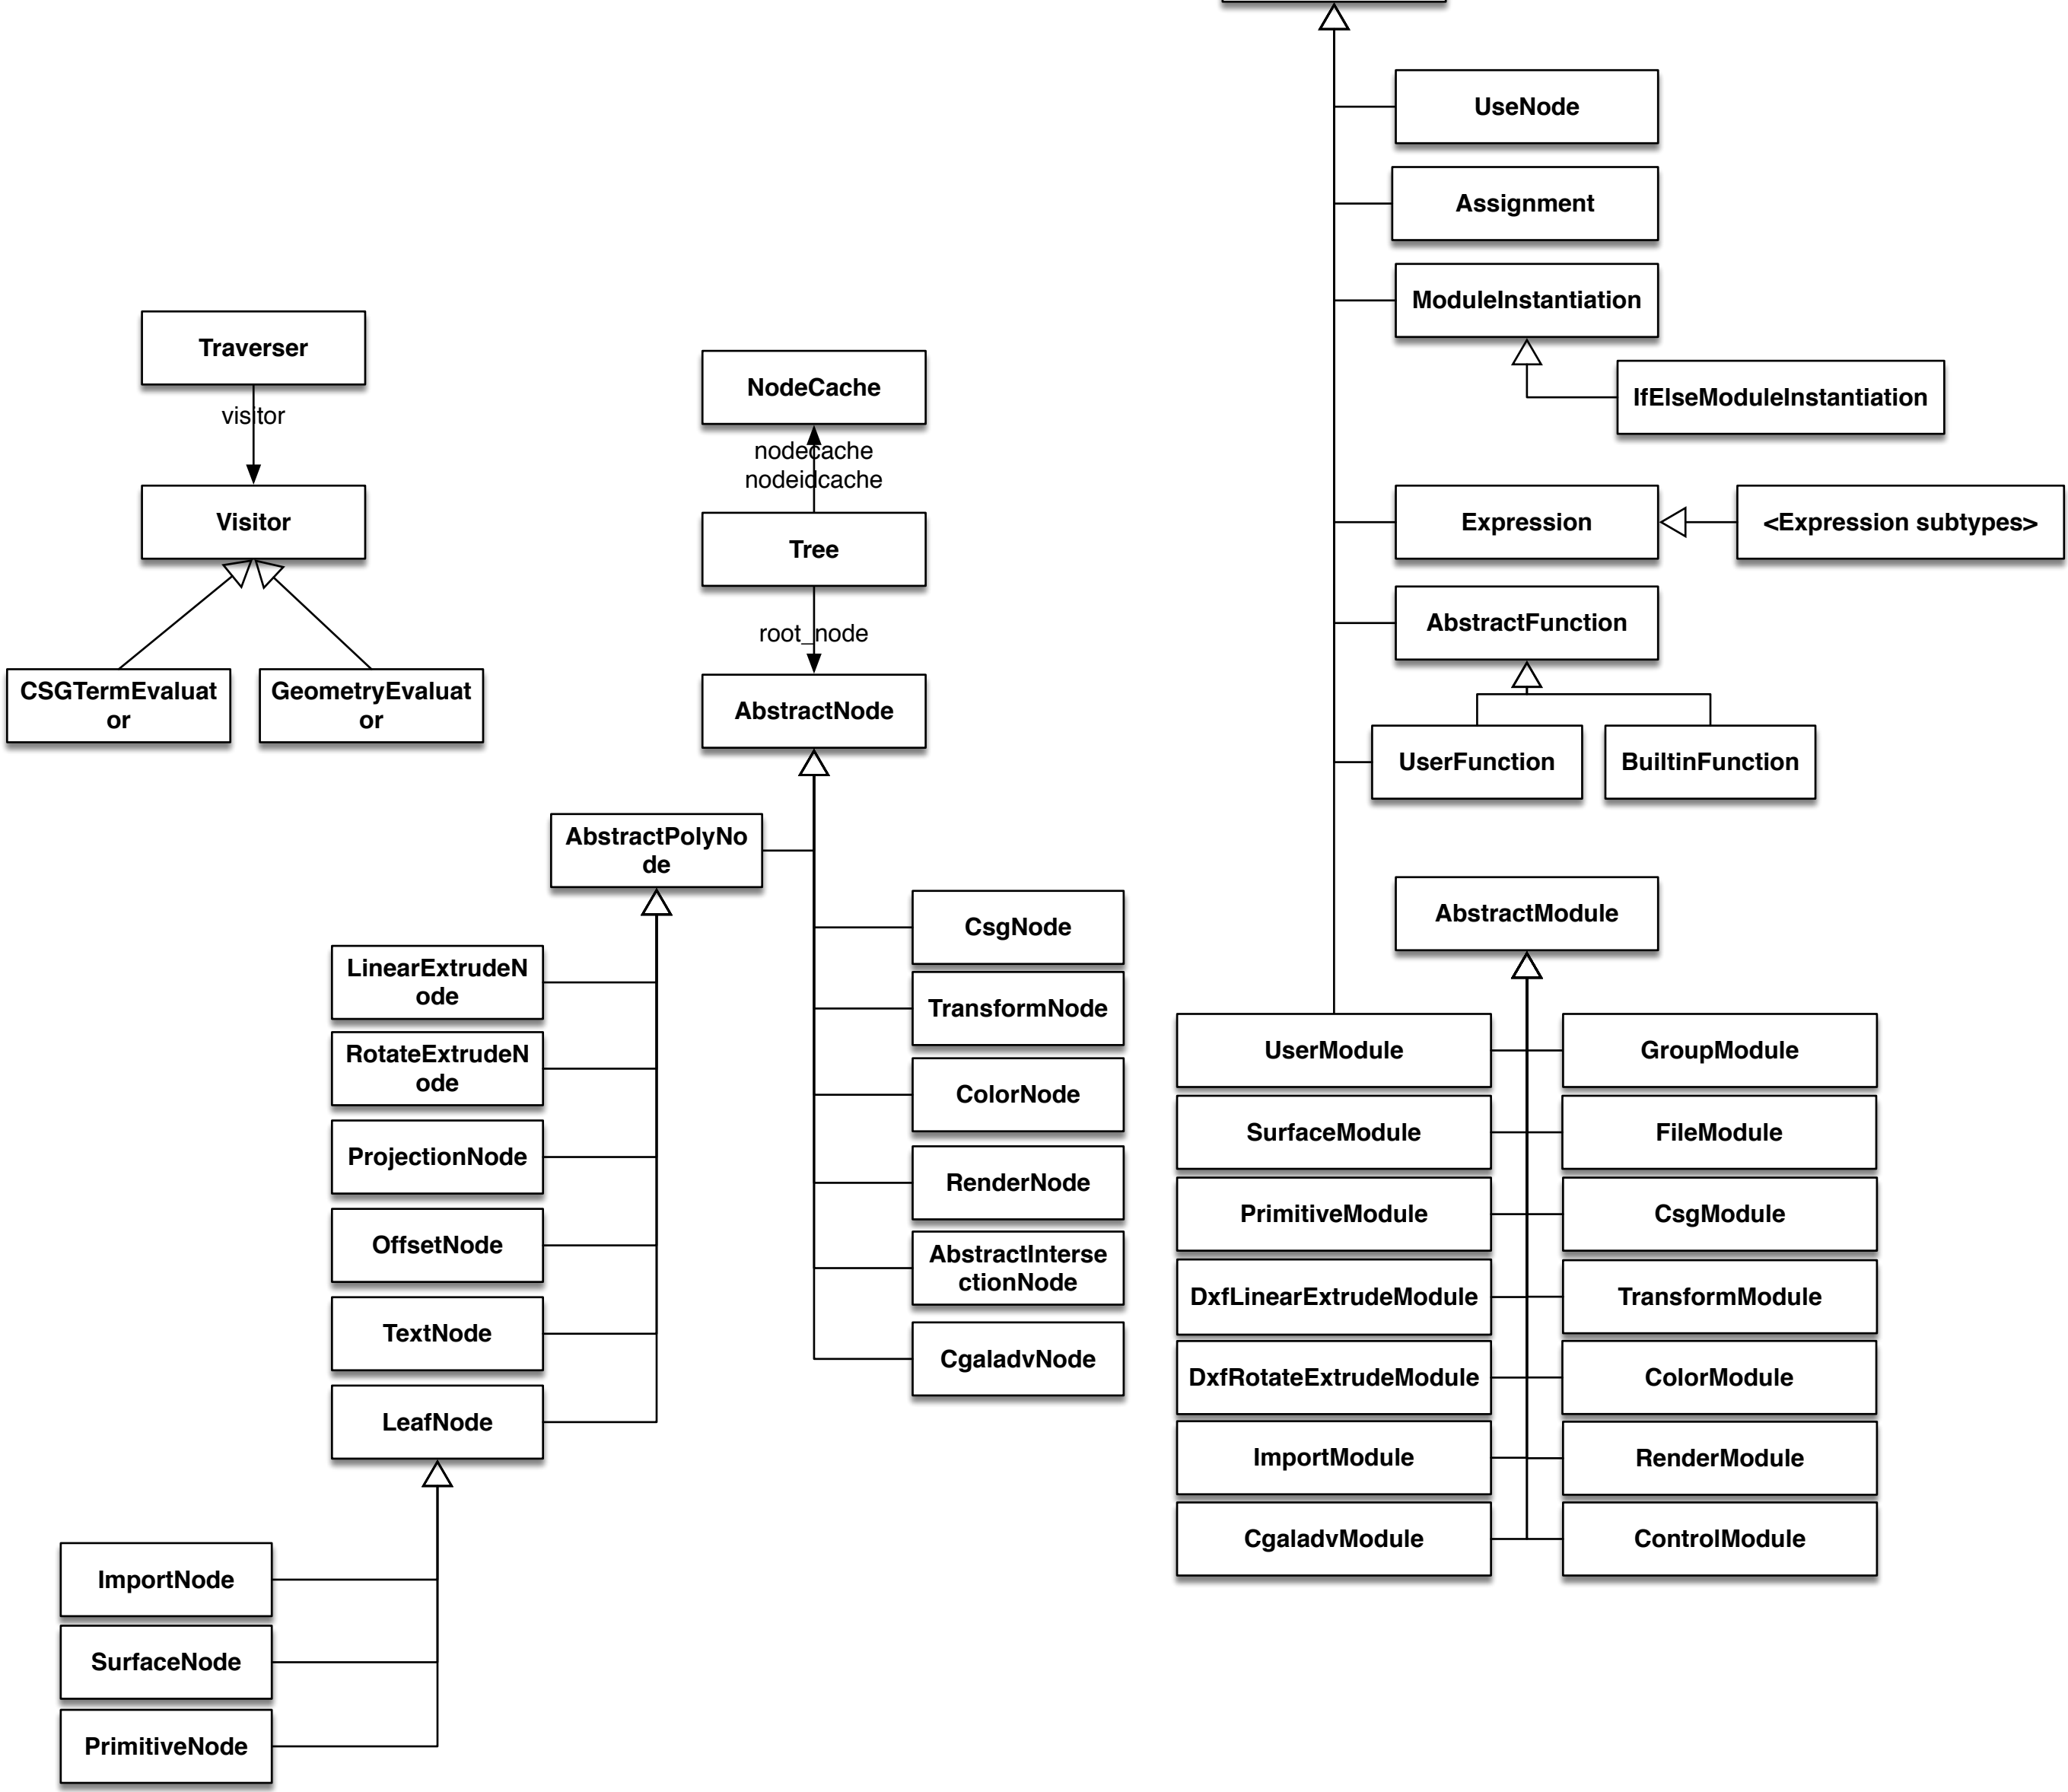 UseNode
Assignment
ModuleInstantiation
IfElseModuleInstantiation
Traverser
visitor
Visitor
CSGTermEvaluat
or
GeometryEvaluat
or
NodeCache
nodecache
nodeidcache
Tree
root_node
AbstractNode
Expression
<Expression subtypes>
AbstractFunction
UserFunction
BuiltinFunction
AbstractPolyNo
de
LinearExtrudeN
ode
RotateExtrudeN
ode
ProjectionNode
OffsetNode
TextNode
LeafNode
ImportNode
SurfaceNode
PrimitiveNode
CsgNode
TransformNode
ColorNode
RenderNode
AbstractInterse
ctionNode
CgaladvNode
AbstractModule
UserModule
GroupModule
SurfaceModule
FileModule
PrimitiveModule
CsgModule
DxfLinearExtrudeModule
TransformModule
DxfRotateExtrudeModule
ColorModule
ImportModule
RenderModule
CgaladvModule
ControlModule